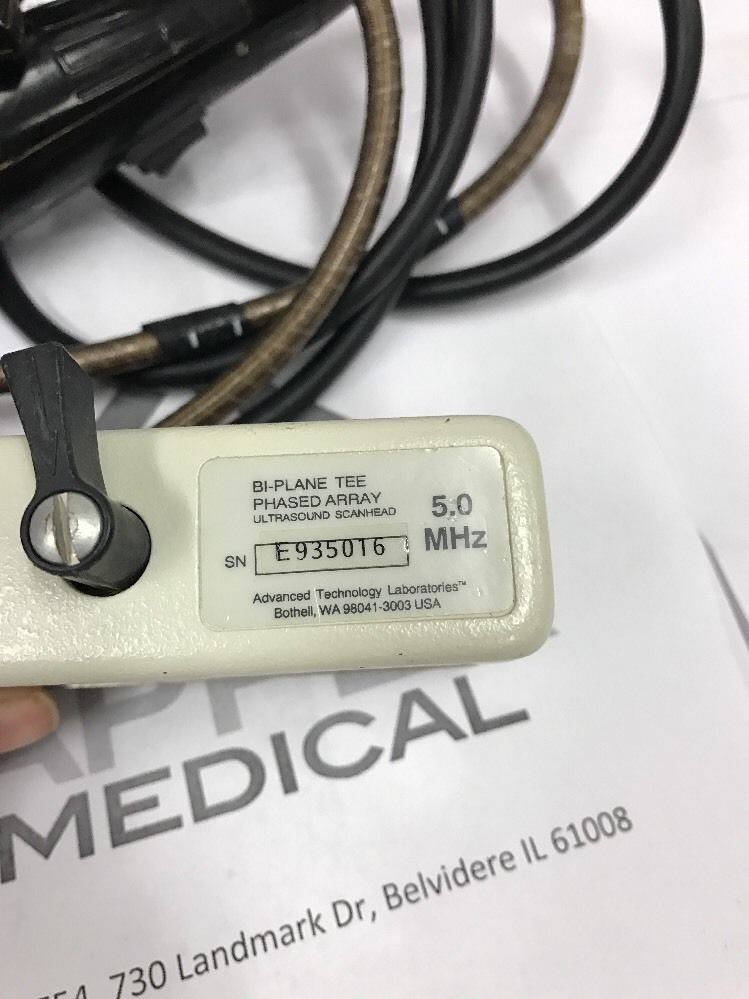 BI-PLANE TEE
PHASED ARRAY
ULTRASOUND SCANHEAD
5.0
MHz
SN E935016
Advanced Technology Laboratories™
Bothell, WA 98041-3003 USA
MEDICAL
730 Landmark Dr, Belvidere IL 61008